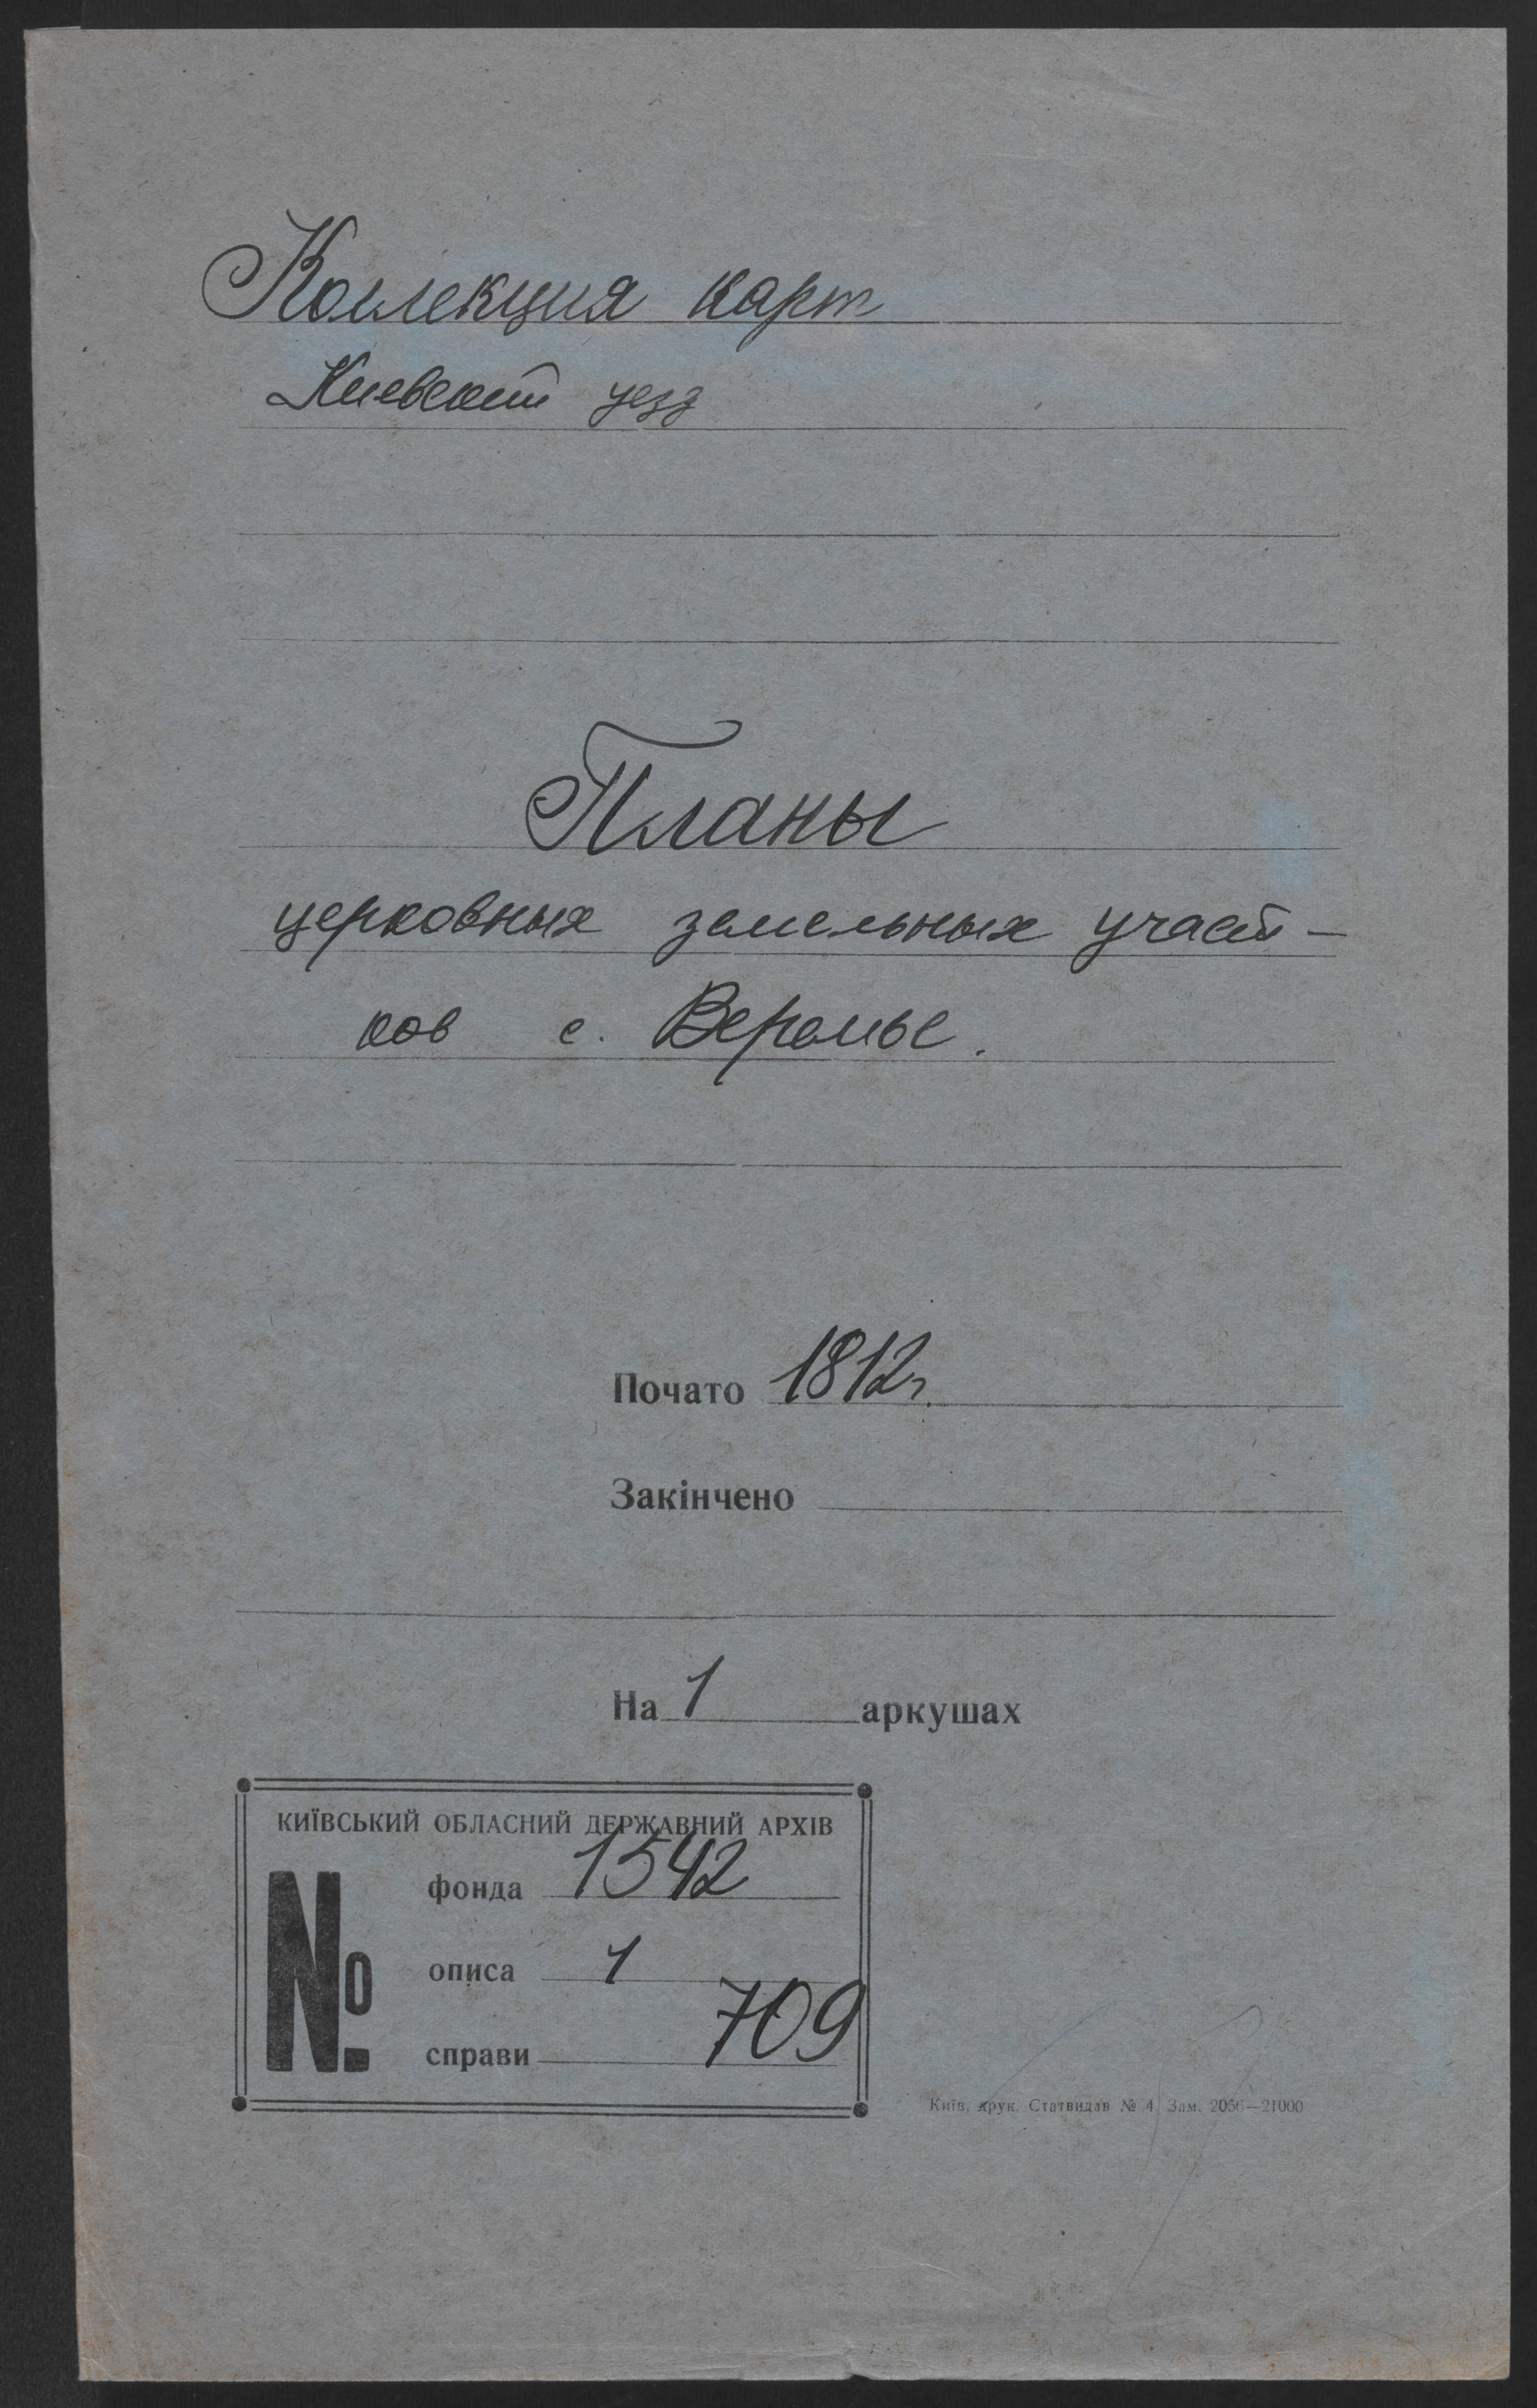 Коллекция карт
Киевский уезд
Планы
церковных земельных участ-
ков с. Веремье.
Почато 1812 г.
Закінчено
На 1 аркушах
КИЇВСЬКИЙ ОБЛАСНИЙ ДЕРЖАВНИЙ АРХІВ
№
фонда 1542
описа 1
справи 709
Київ, друк. Статвидав № 4. Зам. 2056—21000